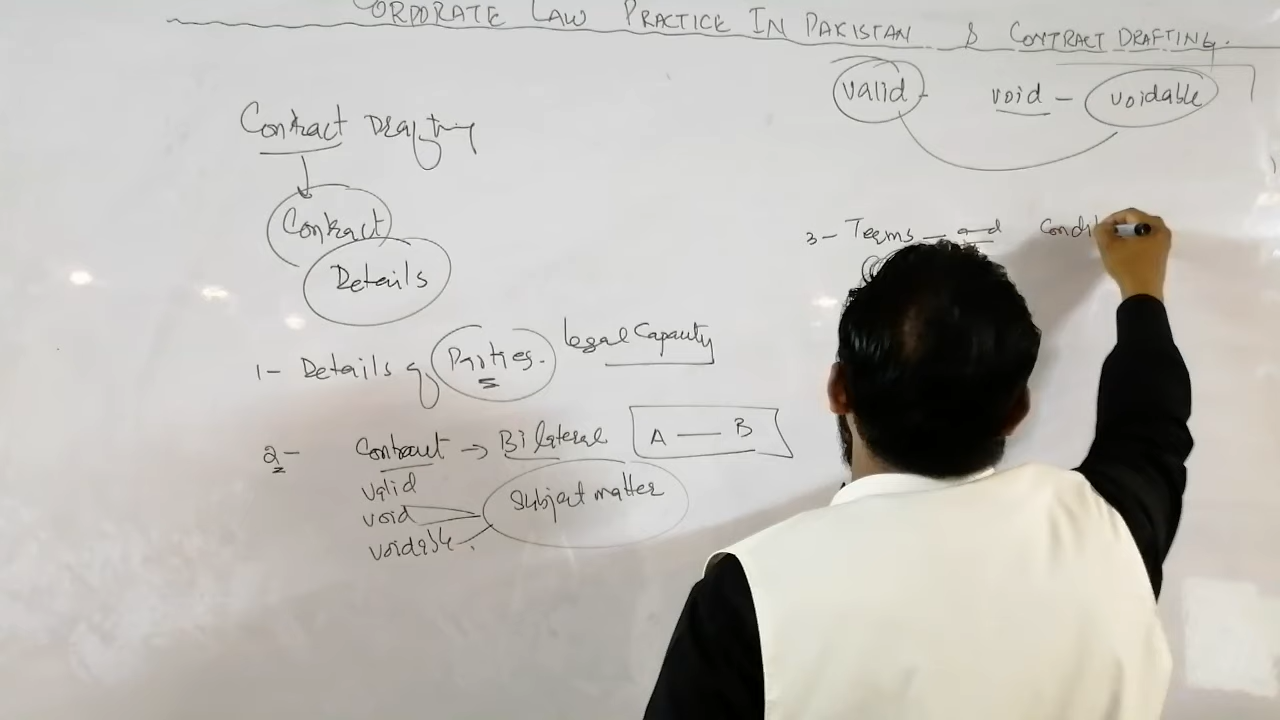 CORPORATE LAW PRACTICE IN PAKISTAN & CONTRACT DRAFTING.
valid - void - voidable
Contract Drafting
Contract
Details
1- Details of Parties. legal Capacity
2- Contract → Bilateral A — B
valid
void
voidable.
Subject matter
3- Terms - and Condit